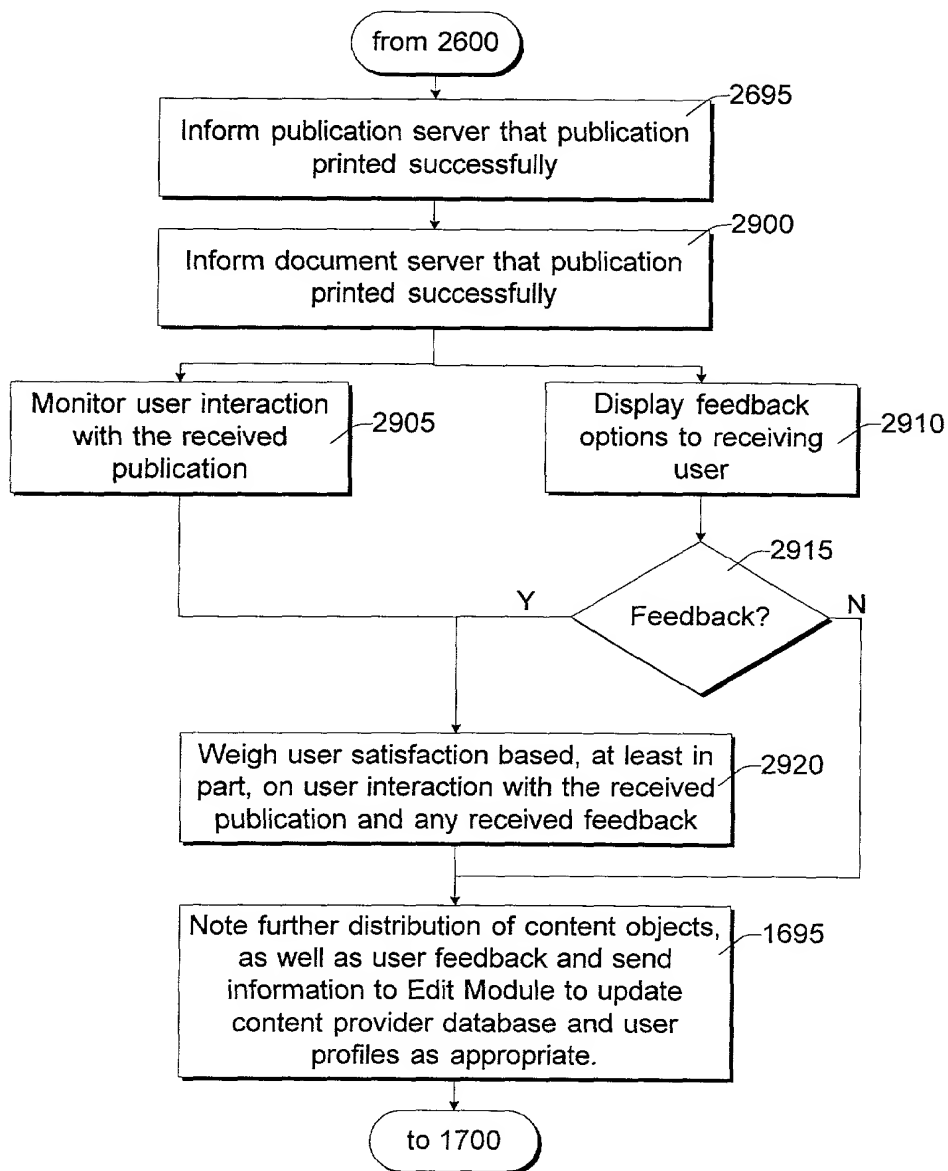 from 2600
2695
Inform publication server that publication
printed successfully
2900
Inform document server that publication
printed successfully
Monitor user interaction
with the received
publication
2905
Display feedback
options to receiving
user
2910
2915
Y
Feedback?
N
Weigh user satisfaction based, at least in
part, on user interaction with the received
publication and any received feedback
2920
Note further distribution of content objects,
as well as user feedback and send
information to Edit Module to update
content provider database and user
profiles as appropriate.
1695
to 1700